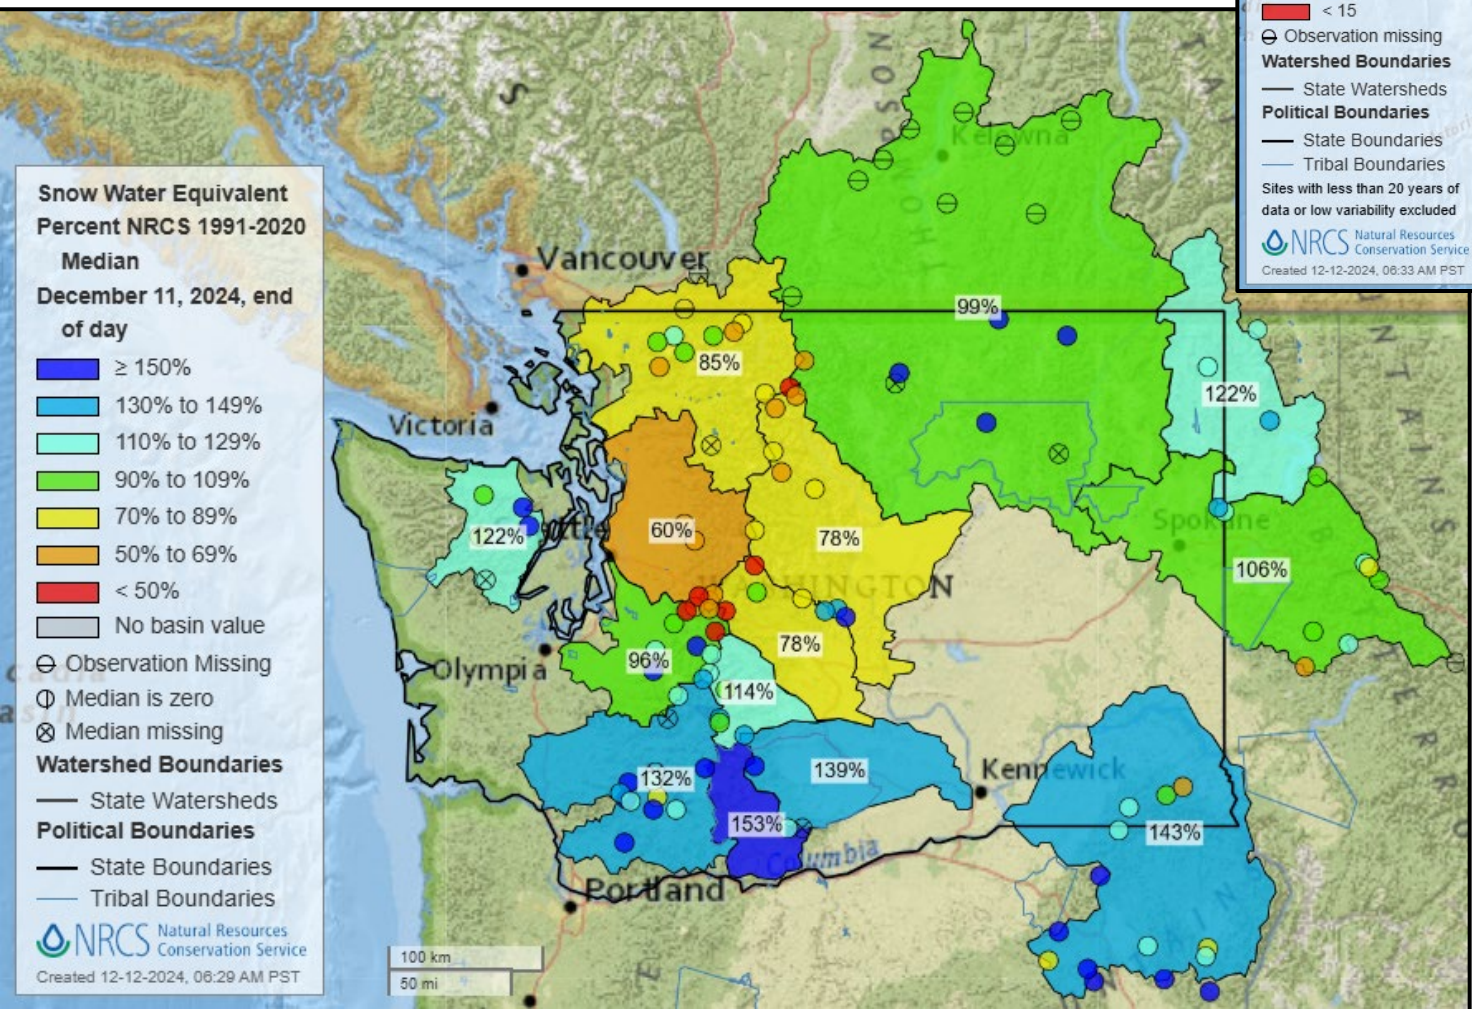 < 15
Observation missing
Watershed Boundaries
State Watersheds
Political Boundaries
State Boundaries
Tribal Boundaries
Sites with less than 20 years of
data or low variability excluded
NRCS Natural Resources
Conservation Service
Created 12-12-2024, 06:33 AM PST
Snow Water Equivalent
Percent NRCS 1991-2020
Median
December 11, 2024, end
of day
≥ 150%
130% to 149%
110% to 129%
90% to 109%
70% to 89%
50% to 69%
< 50%
No basin value
Observation Missing
Median is zero
Median missing
Watershed Boundaries
State Watersheds
Political Boundaries
State Boundaries
Tribal Boundaries
NRCS Natural Resources
Conservation Service
Created 12-12-2024, 06:29 AM PST
Kelowna
Vancouver
99%
85%
122%
Victoria
Spokane
60%
78%
122%
106%
WASHINGTON
78%
96%
Olympia
114%
132%
139%
Kennewick
153%
143%
Columbia
Portland
100 km
50 mi